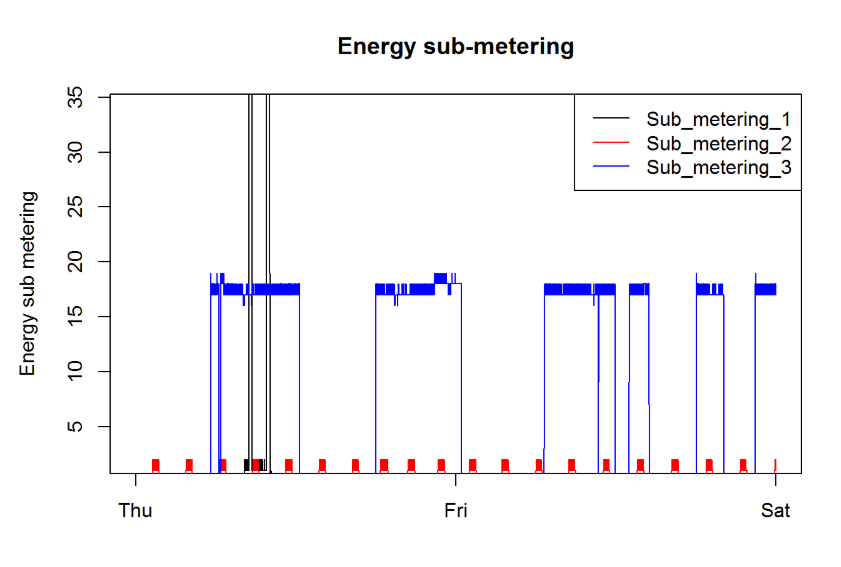 Energy sub-metering
Energy sub metering
35
30
25
20
15
10
5
Sub_metering_1
Sub_metering_2
Sub_metering_3
Thu
Fri
Sat